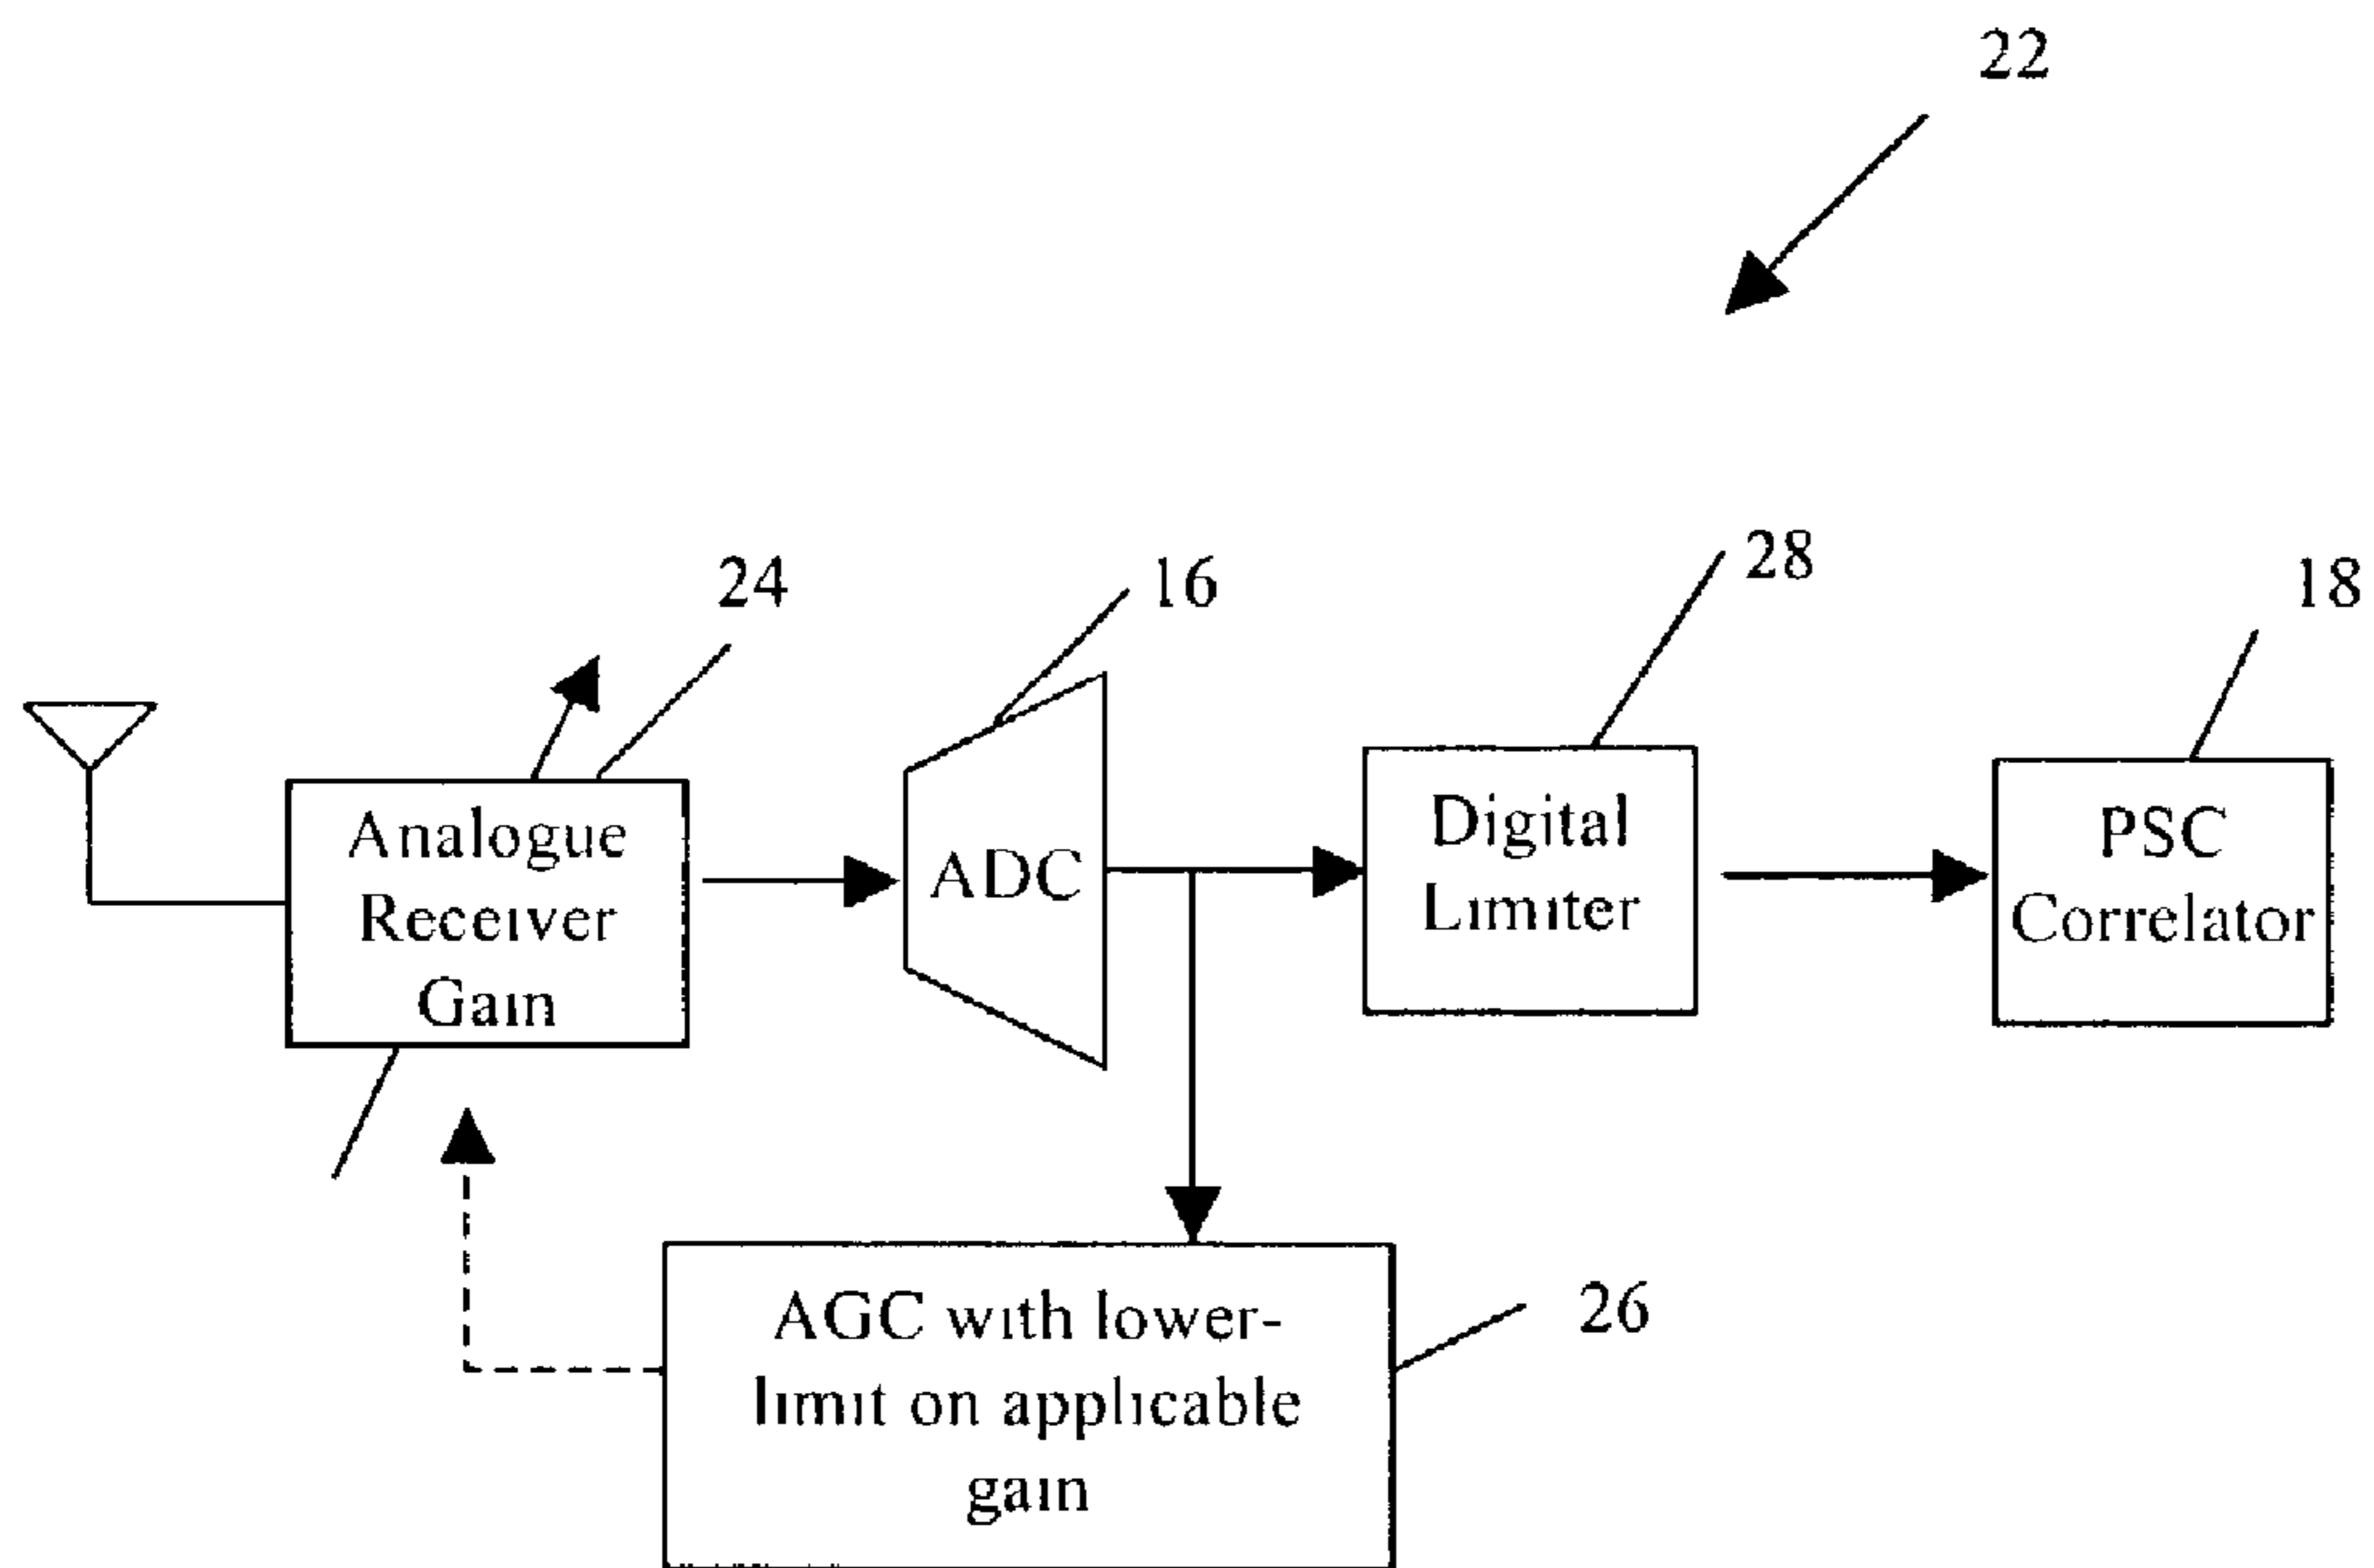 22
24
16
28
18
Analogue
Receiver
Gain
ADC
Digital
Limiter
PSC
Correlator
AGC with lower-
limit on applicable
gain
26